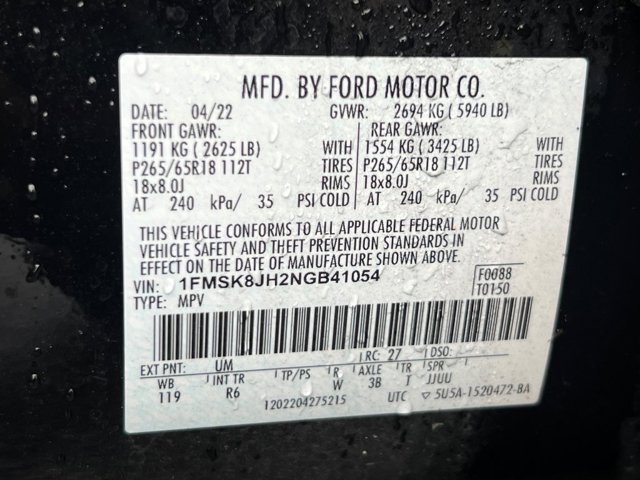 MFD. BY FORD MOTOR CO.
DATE: 04/22 GVWR: 2694 KG ( 5940 LB)
FRONT GAWR: REAR GAWR:
1191 KG ( 2625 LB) WITH 1554 KG ( 3425 LB) WITH
P265/65R18 112T TIRES P265/65R18 112T TIRES
18x8.0J RIMS 18x8.0J RIMS
AT 240 kPa/ 35 PSI COLD AT 240 kPa/ 35 PSI COLD
THIS VEHICLE CONFORMS TO ALL APPLICABLE FEDERAL MOTOR
VEHICLE SAFETY AND THEFT PREVENTION STANDARDS IN
EFFECT ON THE DATE OF MANUFACTURE SHOWN ABOVE.
VIN: 1FMSK8JH2NGB41054 F0088
TYPE: MPV T0150
EXT PNT: UM RC: 27 DSO:
WB INT TR TP/PS R AXLE TR SPR
119 R6 W 3B T JJUU
1202204275215 UTC ▽ 5U5A-1520472-BA